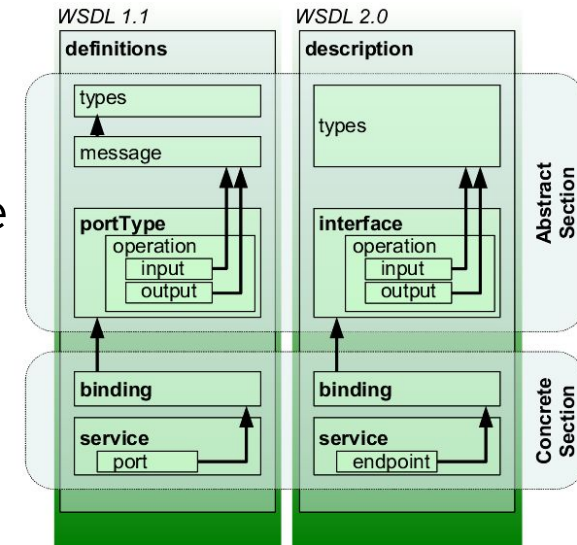 WSDL 1.1
definitions
types
message
portType
operation
input
output
binding
service
port
WSDL 2.0
description
types
interface
operation
input
output
binding
service
endpoint
Abstract
Section
Concrete
Section
e